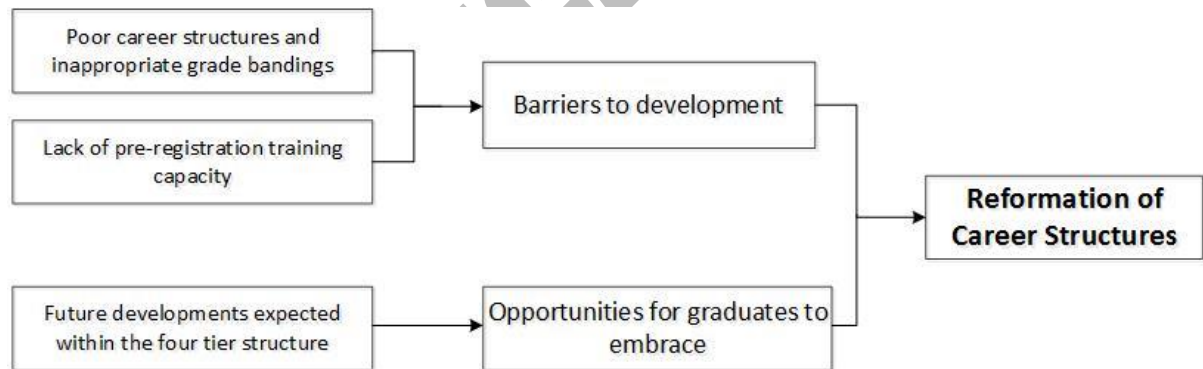 Poor career structures and
inappropriate grade bandings
Lack of pre-registration training
capacity
Future developments expected
within the four tier structure
Barriers to development
Opportunities for graduates to
embrace
Reformation of
Career Structures